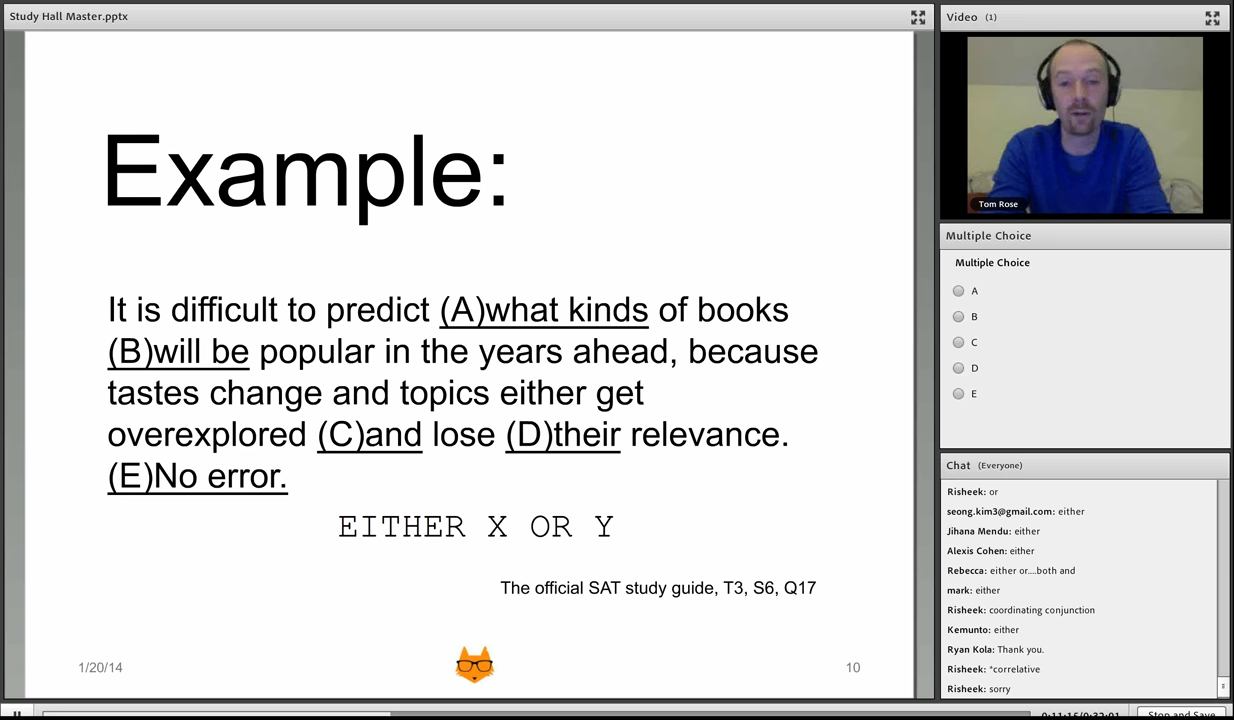 Study Hall Master.pptx
Example:
It is difficult to predict (A)what kinds of books
(B)will be popular in the years ahead, because
tastes change and topics either get
overexplored (C)and lose (D)their relevance.
(E)No error.
EITHER X OR Y
The official SAT study guide, T3, S6, Q17
1/20/14
10
Video (1)
Tom Rose
Multiple Choice
Multiple Choice
A
B
C
D
E
Chat (Everyone)
Risheek: or
seong.kim3@gmail.com: either
Jihana Mendu: either
Alexis Cohen: either
Rebecca: either or....both and
mark: either
Risheek: coordinating conjunction
Kemunto: either
Ryan Kola: Thank you.
Risheek: *correlative
Risheek: sorry
Stop and Save